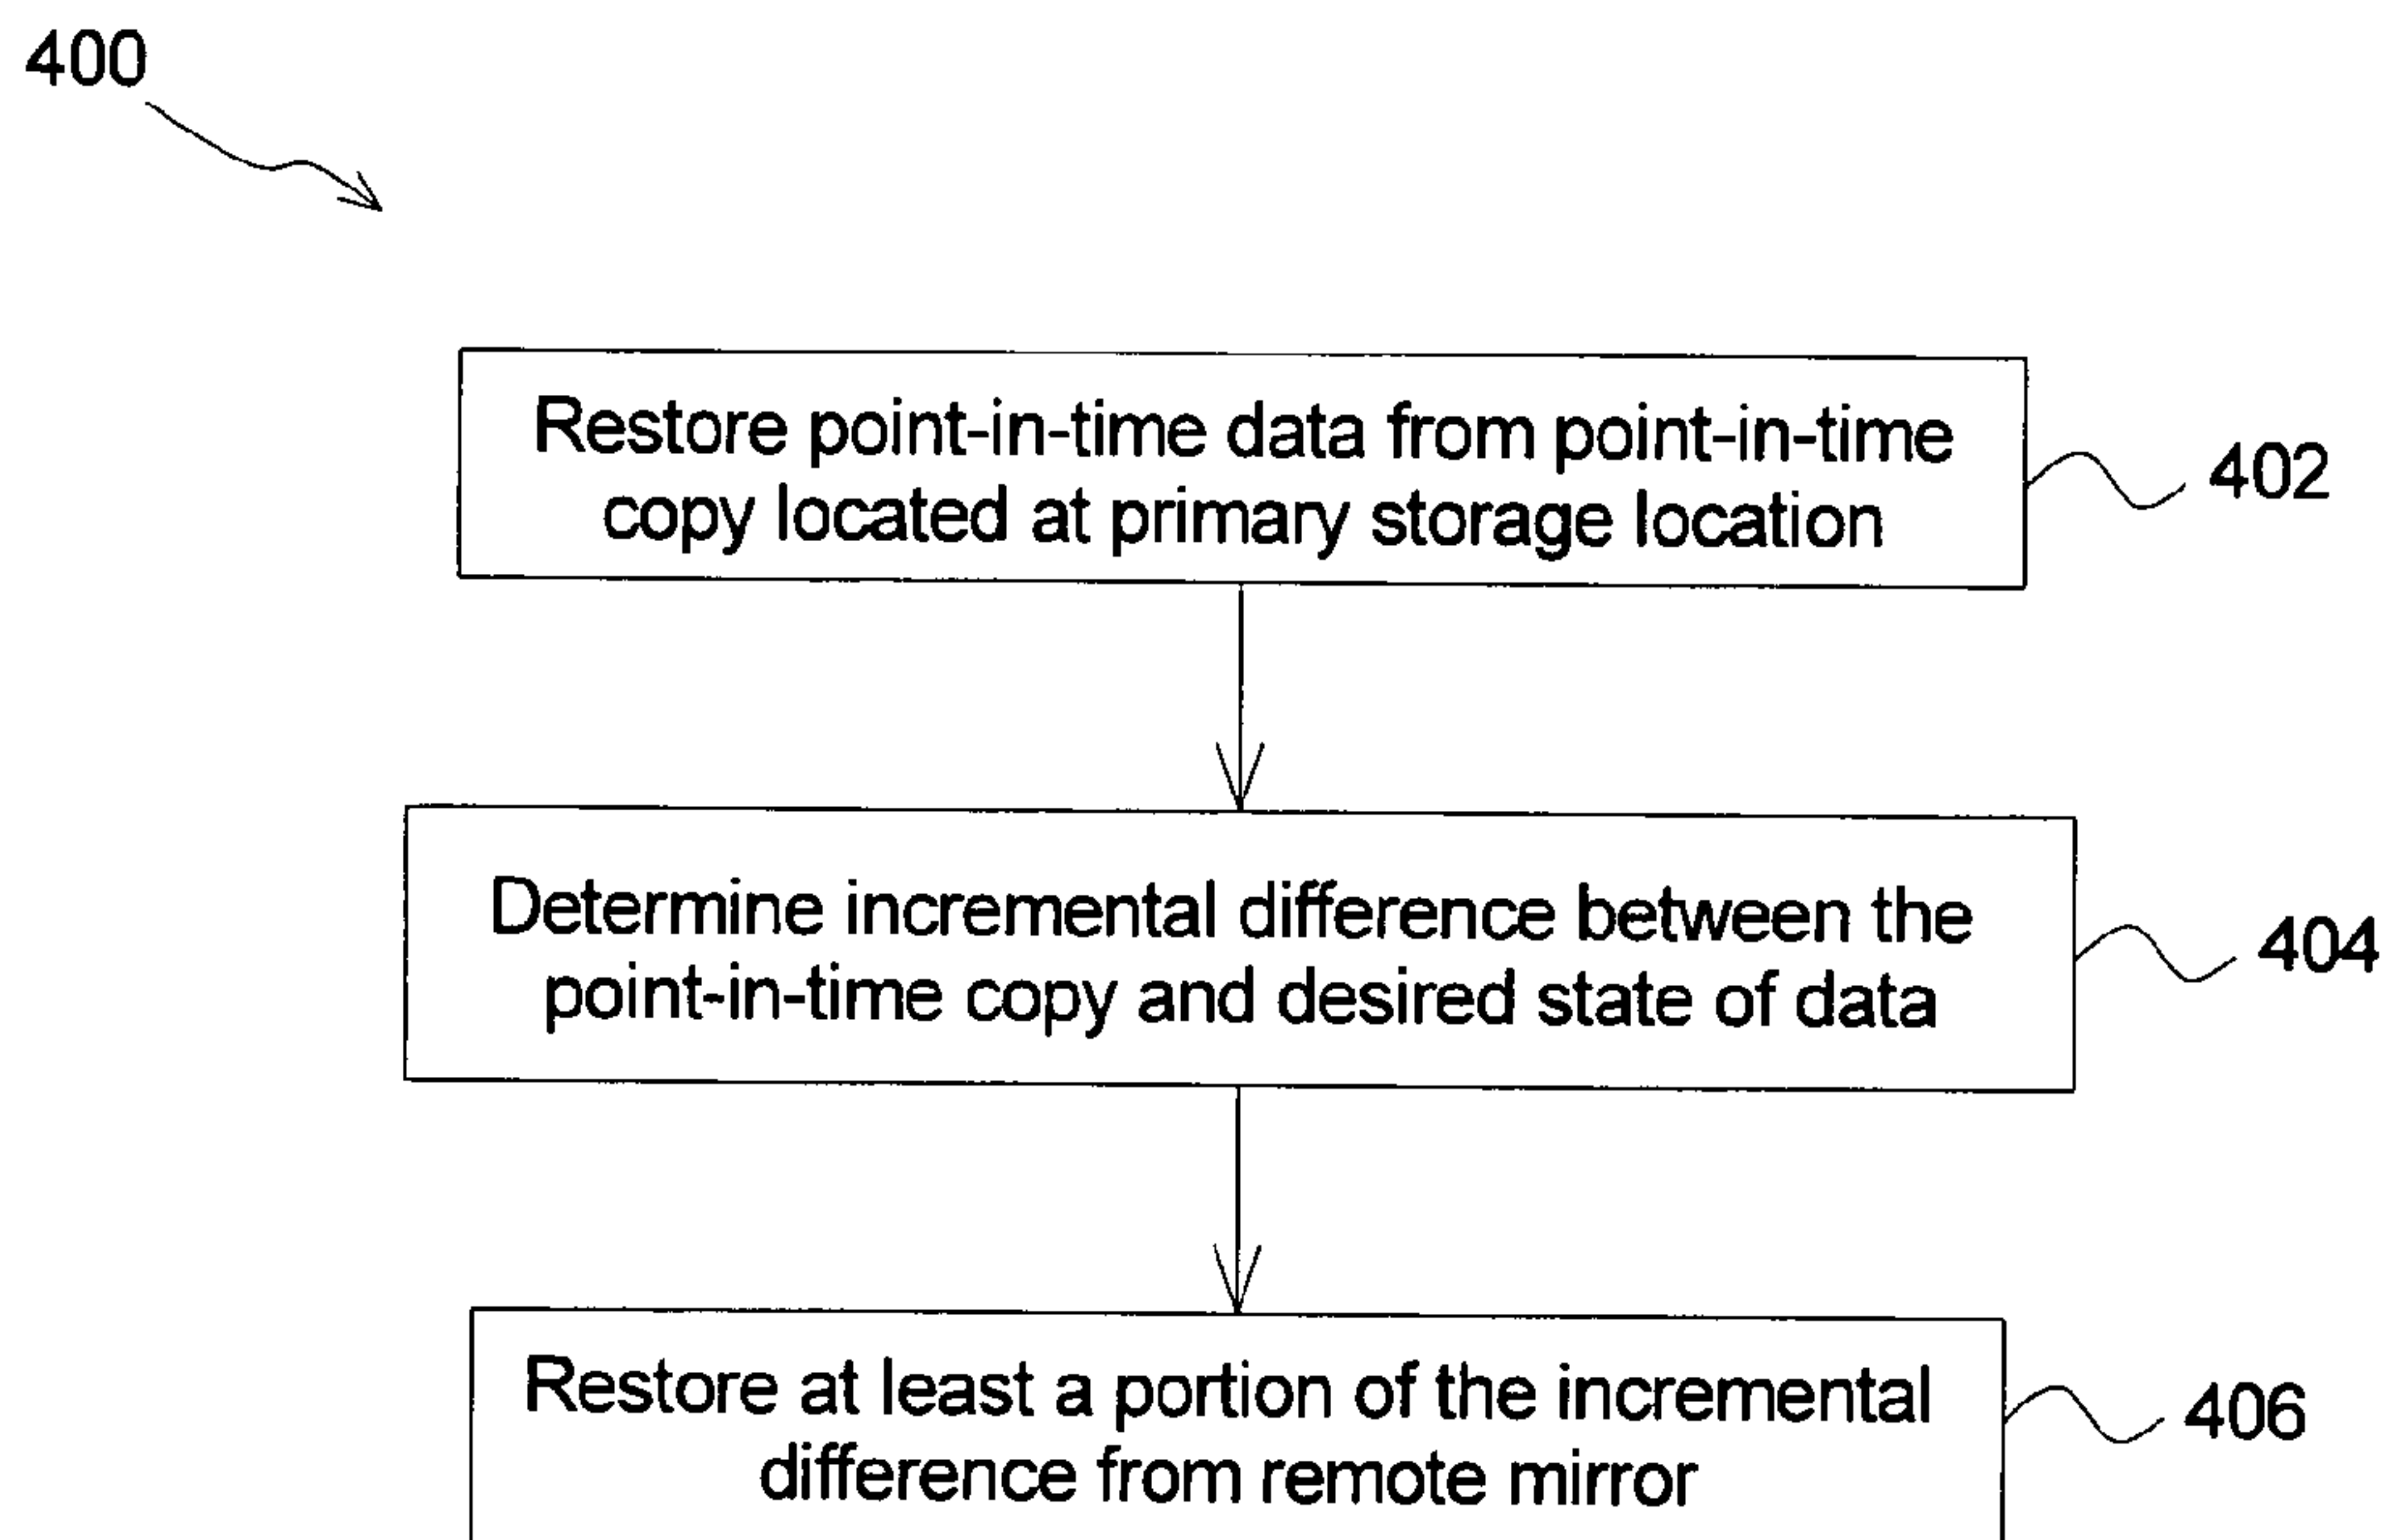 400
Restore point-in-time data from point-in-time
copy located at primary storage location
402
Determine incremental difference between the
point-in-time copy and desired state of data
404
Restore at least a portion of the incremental
difference from remote mirror
406